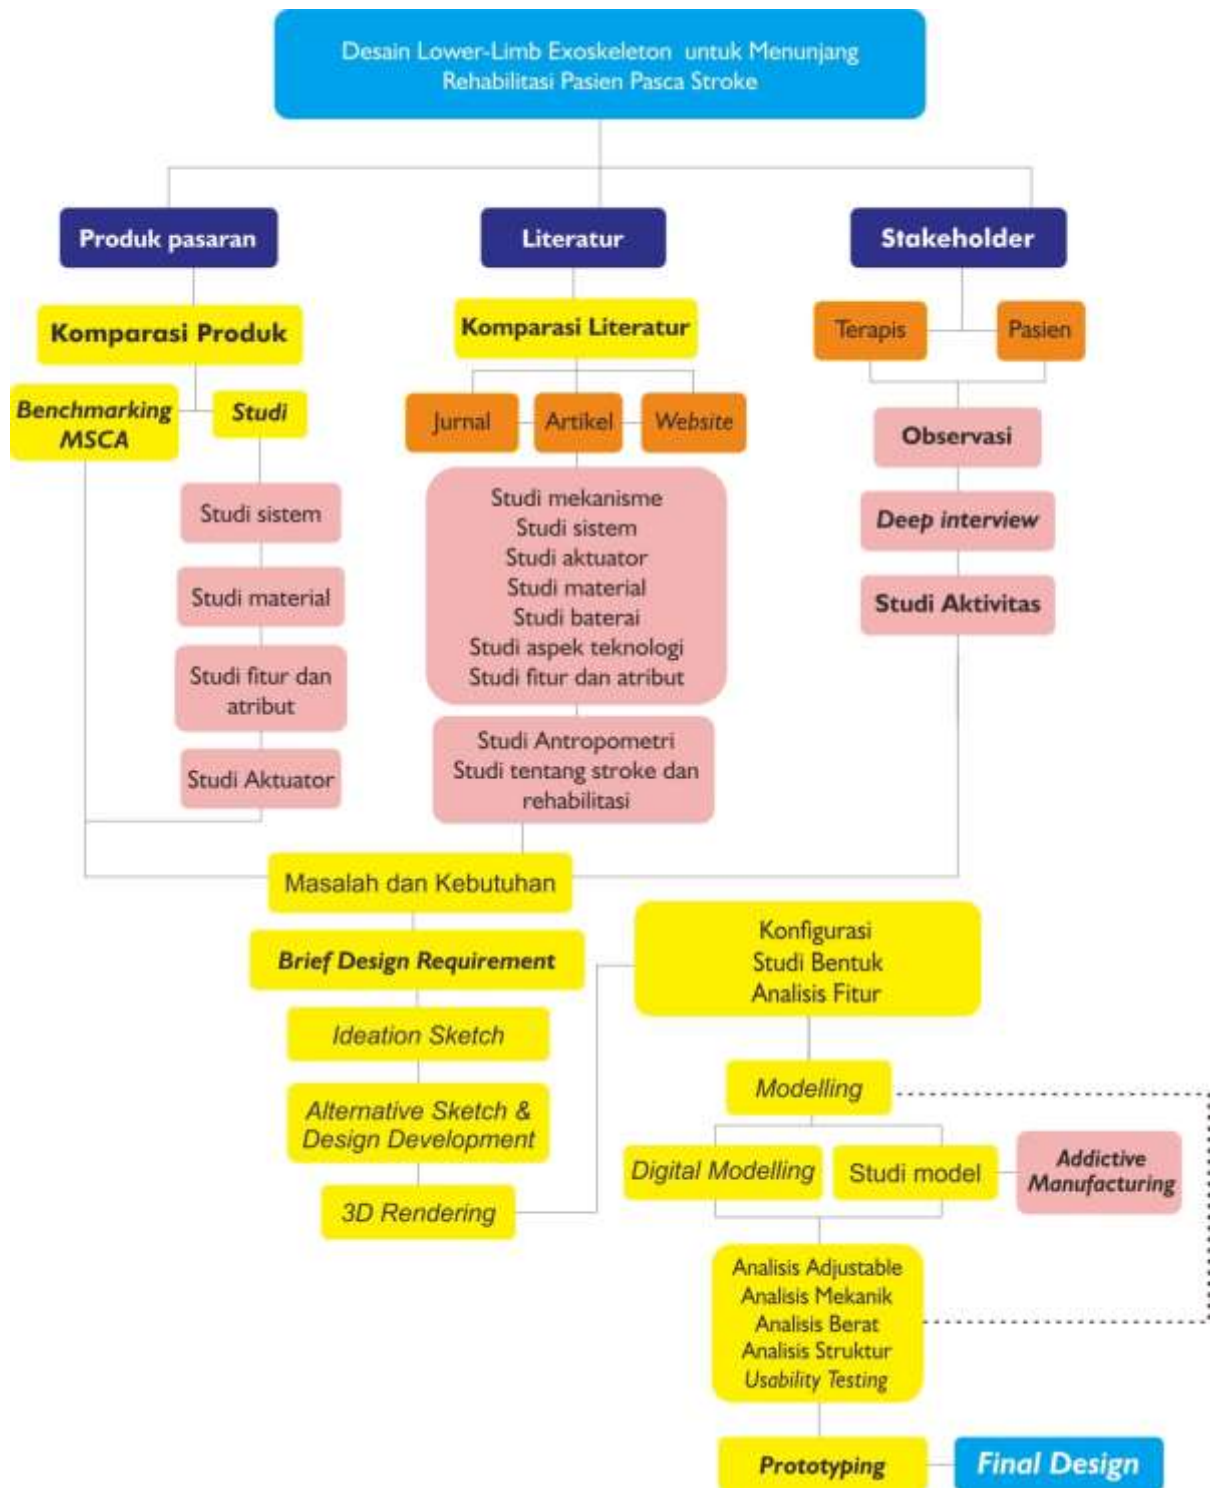 Desain Lower-Limb Exoskeleton untuk Menunjang
Rehabilitasi Pasien Pasca Stroke
Produk pasaran
Literatur
Stakeholder
Komparasi Produk
Komparasi Literatur
Terapis
Pasien
Benchmarking
MSCA
Studi
Jurnal
Artikel
Website
Observasi
Deep interview
Studi Aktivitas
Studi sistem
Studi material
Studi fitur dan
atribut
Studi Aktuator
Studi mekanisme
Studi sistem
Studi aktuator
Studi material
Studi baterai
Studi aspek teknologi
Studi fitur dan atribut
Studi Antropometri
Studi tentang stroke dan
rehabilitasi
Masalah dan Kebutuhan
Brief Design Requirement
Ideation Sketch
Alternative Sketch &
Design Development
3D Rendering
Konfigurasi
Studi Bentuk
Analisis Fitur
Modelling
Digital Modelling
Studi model
Addictive
Manufacturing
Analisis Adjustable
Analisis Mekanik
Analisis Berat
Analisis Struktur
Usability Testing
Prototyping
Final Design